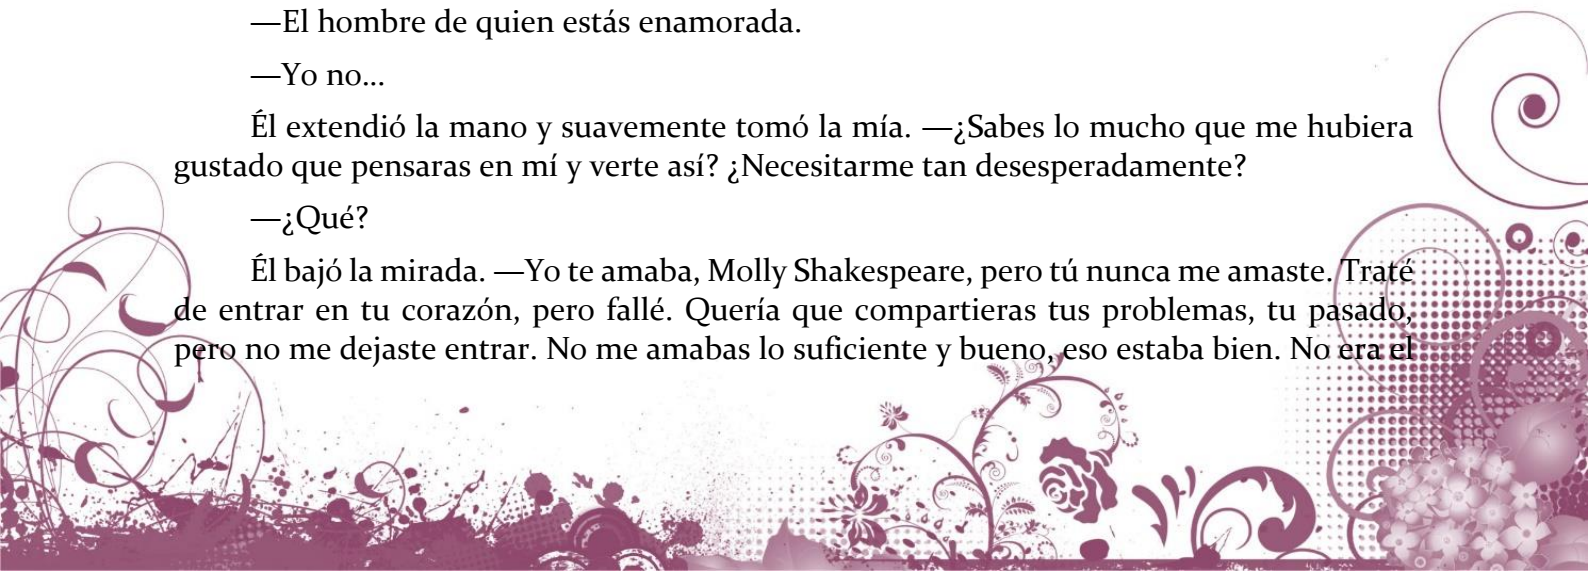 —El hombre de quien estás enamorada.
—Yo no...
Él extendió la mano y suavemente tomó la mía. —¿Sabes lo mucho que me hubiera
gustado que pensaras en mí y verte así? ¿Necesitarme tan desesperadamente?
—¿Qué?
Él bajó la mirada. —Yo te amaba, Molly Shakespeare, pero tú nunca me amaste. Traté
de entrar en tu corazón, pero fallé. Quería que compartieras tus problemas, tu pasado,
pero no me dejaste entrar. No me amabas lo suficiente y bueno, eso estaba bien. No era el